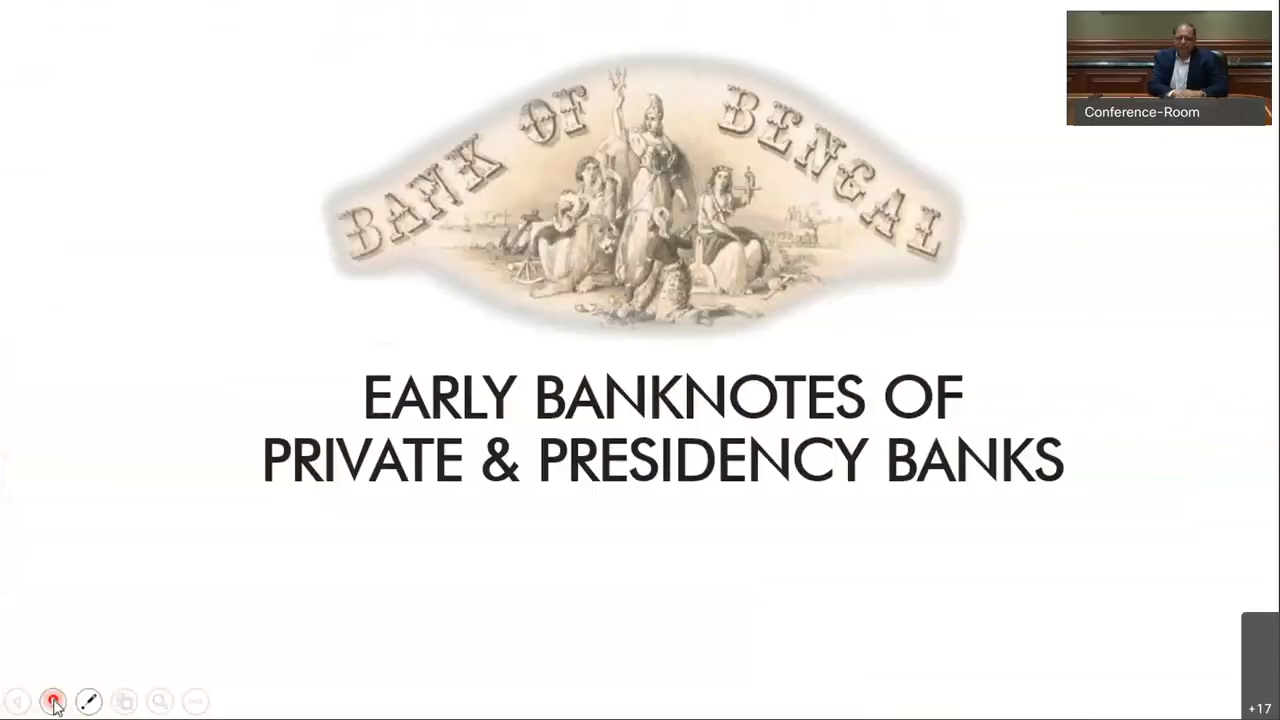 BANK OF BENGAL
Conference-Room
EARLY BANKNOTES OF
PRIVATE & PRESIDENCY BANKS
+17